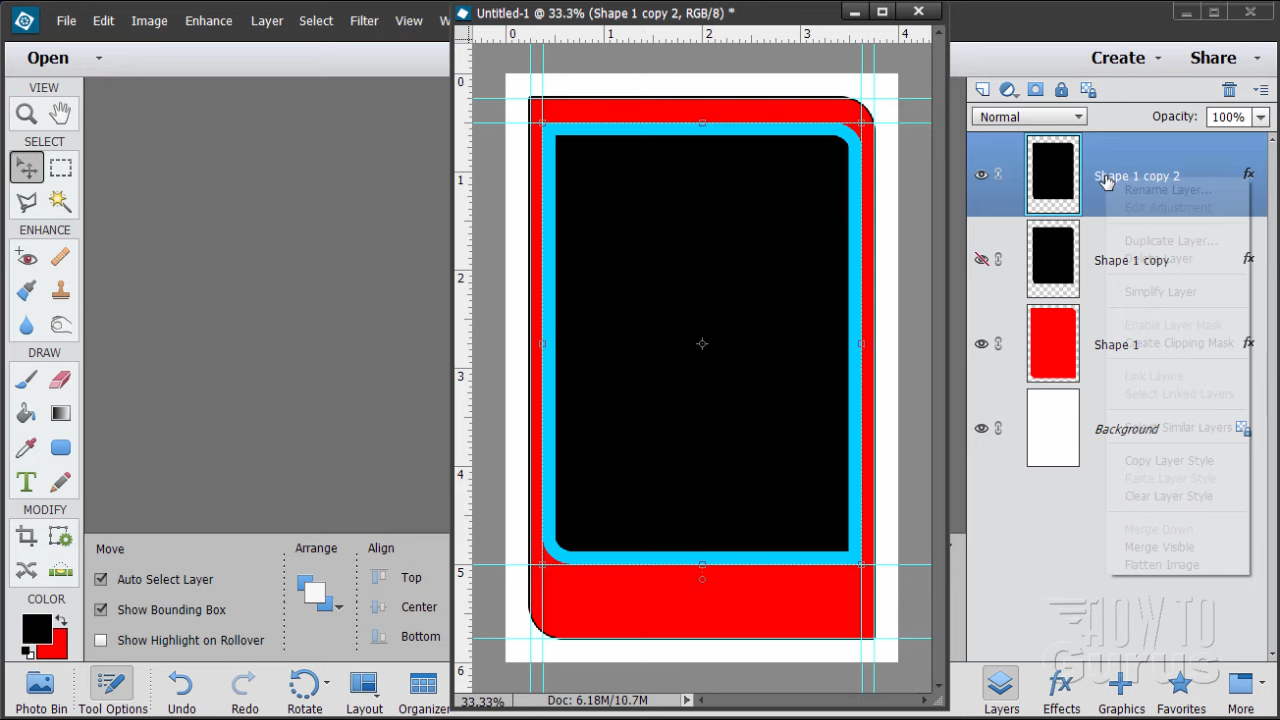 File Edit Image Enhance Layer Select Filter View
Untitled-1 @ 33.3% (Shape 1 copy 2, RGB/8) *
Open
Create
Share
0 1 2 3 4
0
1
2
3
4
5
6
VIEW
SELECT
ENHANCE
DRAW
MODIFY
COLOR
Normal
Opacity: 100%
Shape 1 copy 2
fx
Rename Layer...
Edit Adjustment
Duplicate Layer...
Shape 1 copy
Layer
fx
Simplify Layer
Enable Layer Mask
Shape 1
Create Clipping Mask
fx
Link Layers
Select Linked Layers
Background
Similar Layers
Copy Layer Style
Paste Layer Style
Clear Layer Style
Merge Down
Merge Visible
Flatten Image
Move
Auto Select Layer
Show Bounding Box
Show Highlight on Rollover
Arrange
Align
Top
Center
Bottom
33.33%
Doc: 6.18M/10.7M
HOWTO
Gurus
Photo Bin
Tool Options
Undo
Rotate
Layout
Organizer
Layers
Effects
Graphics
Favorites
More